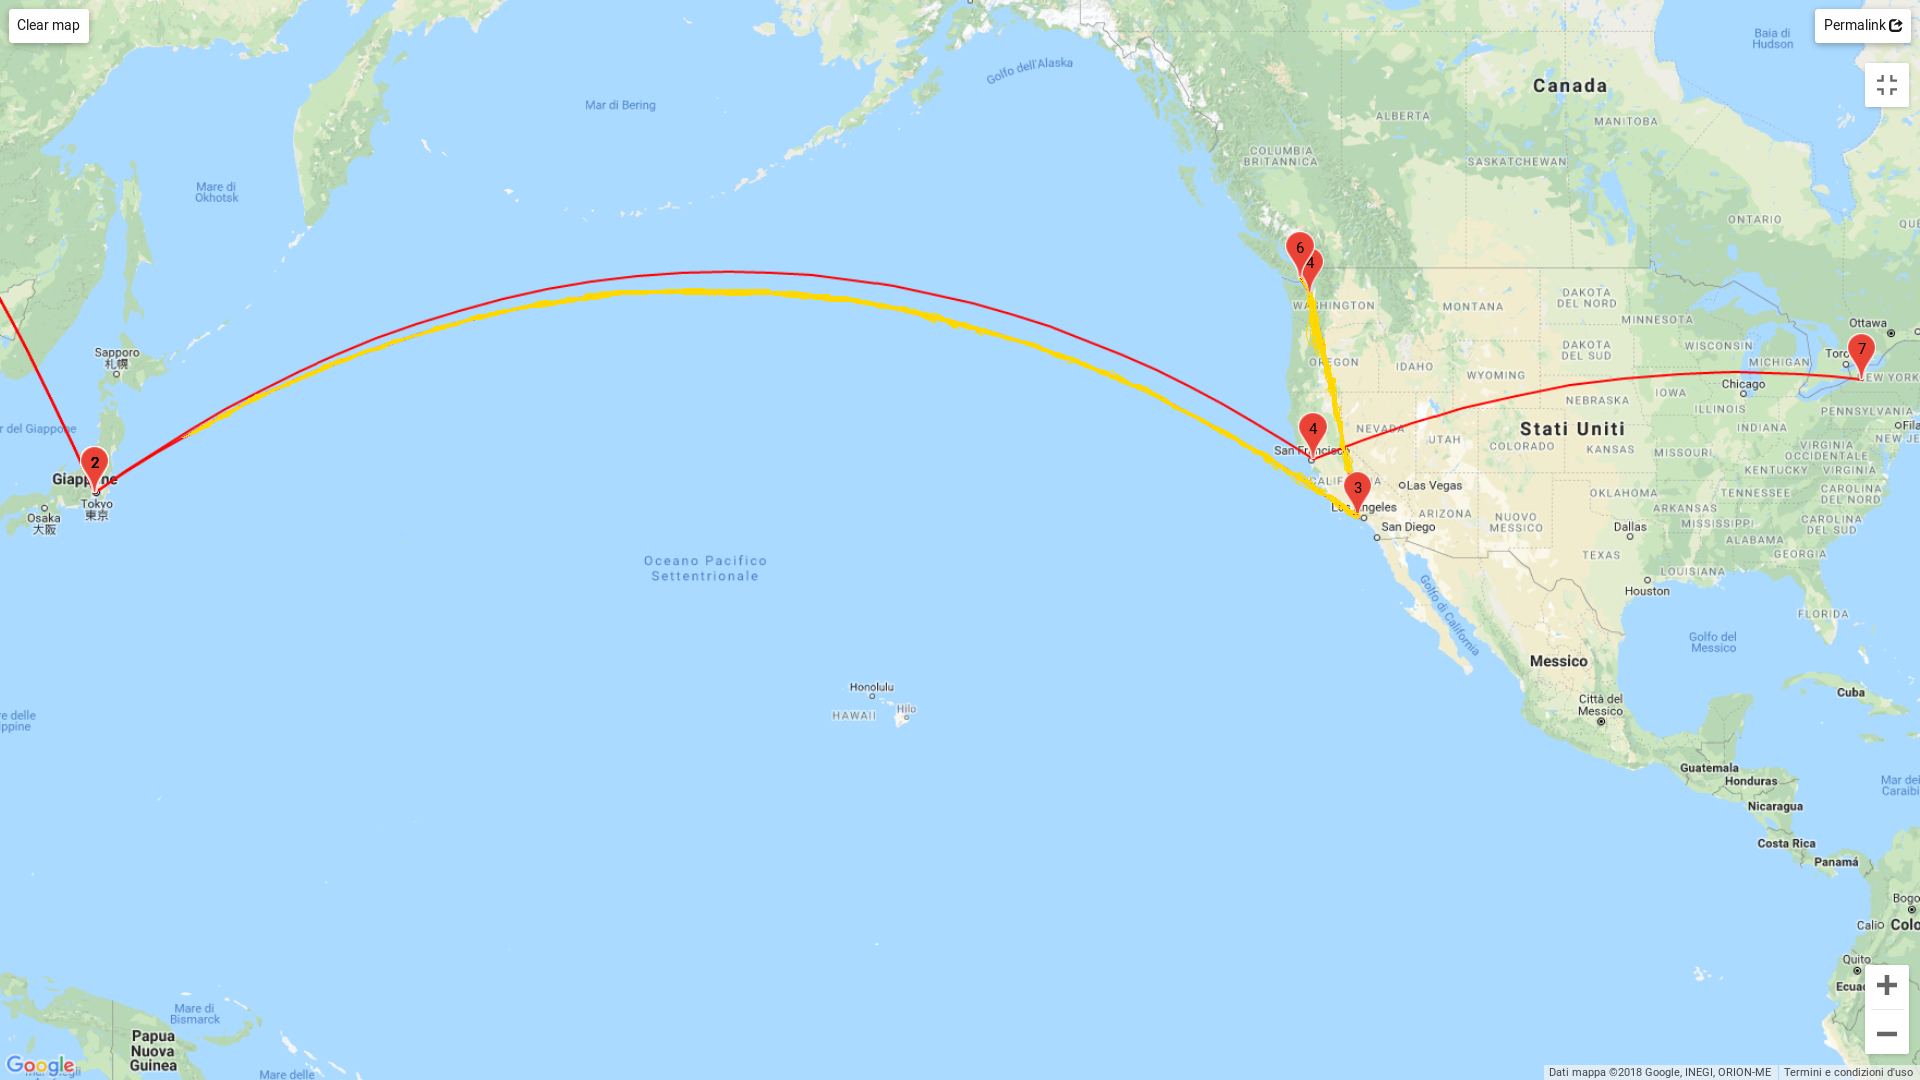 Clear map
Permalink
Baia di
Hudson
Golfo dell'Alaska
Canada
Mar di Bering
ALBERTA
MANITOBA
COLUMBIA
BRITANNICA
SASKATCHEWAN
Mare di
Okhotsk
ONTARIO
6
4
WASHINGTON
MONTANA
DAKOTA
DEL NORD
MINNESOTA
Ottawa
7
OREGON
IDAHO
DAKOTA
DEL SUD
WISCONSIN
MICHIGAN
WYOMING
Chicago
NEW YORK
Sapporo
札幌
NEBRASKA
IOWA
ILLINOIS
PENNSYLVANIA
4
NEVADA
UTAH
Stati Uniti
COLORADO
KANSAS
INDIANA
MISSOURI
VIRGINIA
OCCIDENTALE
KENTUCKY
VIRGINIA
San Francisco
2
Giappone
Tokyo
東京
Osaka
大阪
3
Las Vegas
Los Angeles
San Diego
ARIZONA
NUOVO
MESSICO
OKLAHOMA
TENNESSEE
CAROLINA
DEL NORD
ARKANSAS
MISSISSIPPI
CAROLINA
DEL SUD
Dallas
ALABAMA
GEORGIA
TEXAS
LOUISIANA
Houston
FLORIDA
Oceano Pacifico
Settentrionale
Golfo di California
Golfo del
Messico
Messico
Cuba
Città del
Messico
Honolulu
HAWAII
Hilo
Guatemala
Honduras
Nicaragua
Costa Rica
Panamá
Cali
Quito
Mare di
Bismarck
Papua
Nuova
Guinea
Google
Dati mappa ©2018 Google, INEGI, ORION-ME
Termini e condizioni d'uso